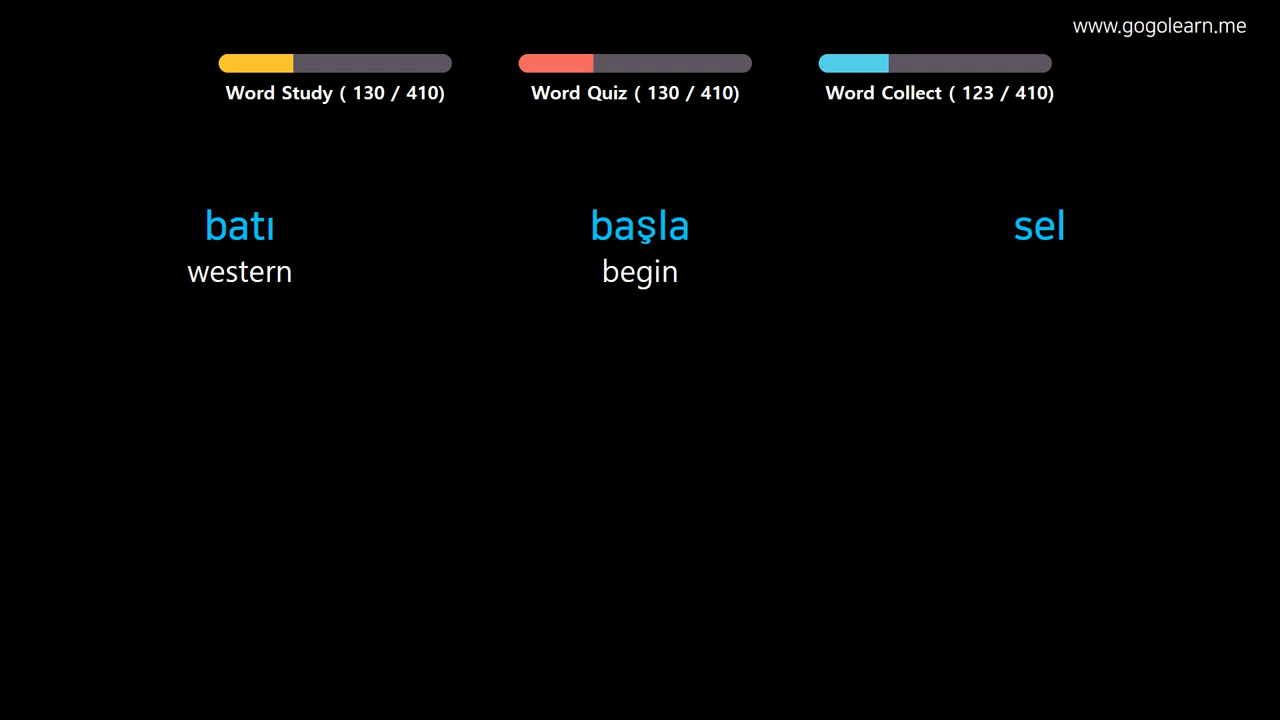 www.gogolearn.me
Word Study ( 130 / 410)
Word Quiz ( 130 / 410)
Word Collect ( 123 / 410)
batı
başla
sel
western
begin